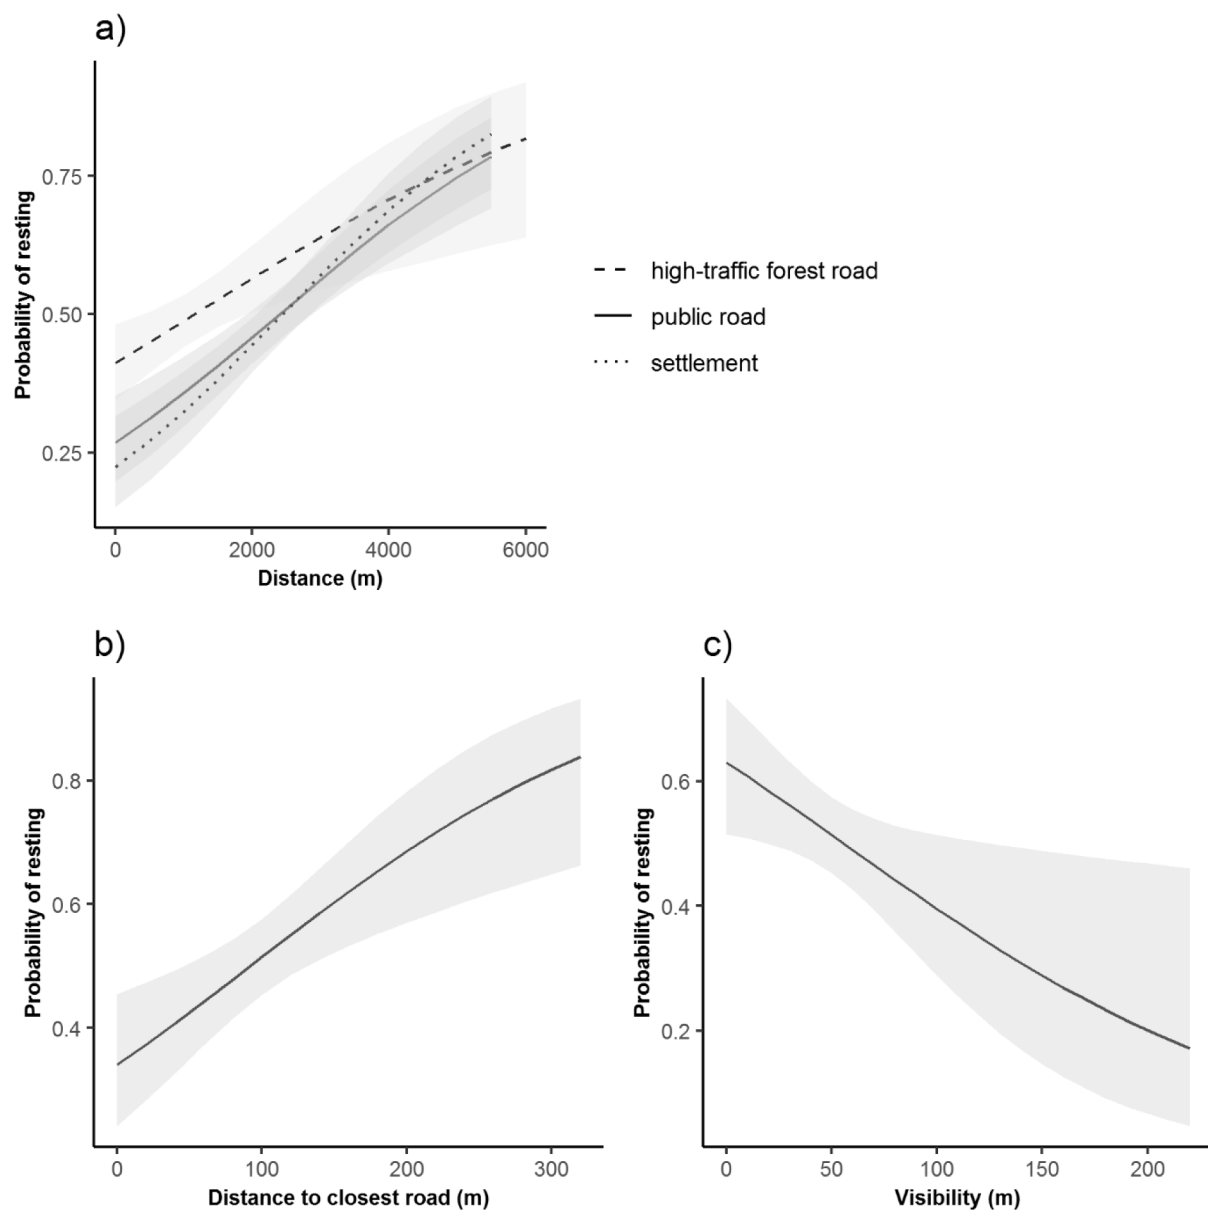 a)
Probability of resting
0.75
0.50
0.25
0 2000 4000 6000
Distance (m)
high-traffic forest road
public road
settlement
b)
Probability of resting
0.8
0.6
0.4
0 100 200 300
Distance to closest road (m)
c)
Probability of resting
0.6
0.4
0.2
0 50 100 150 200
Visibility (m)